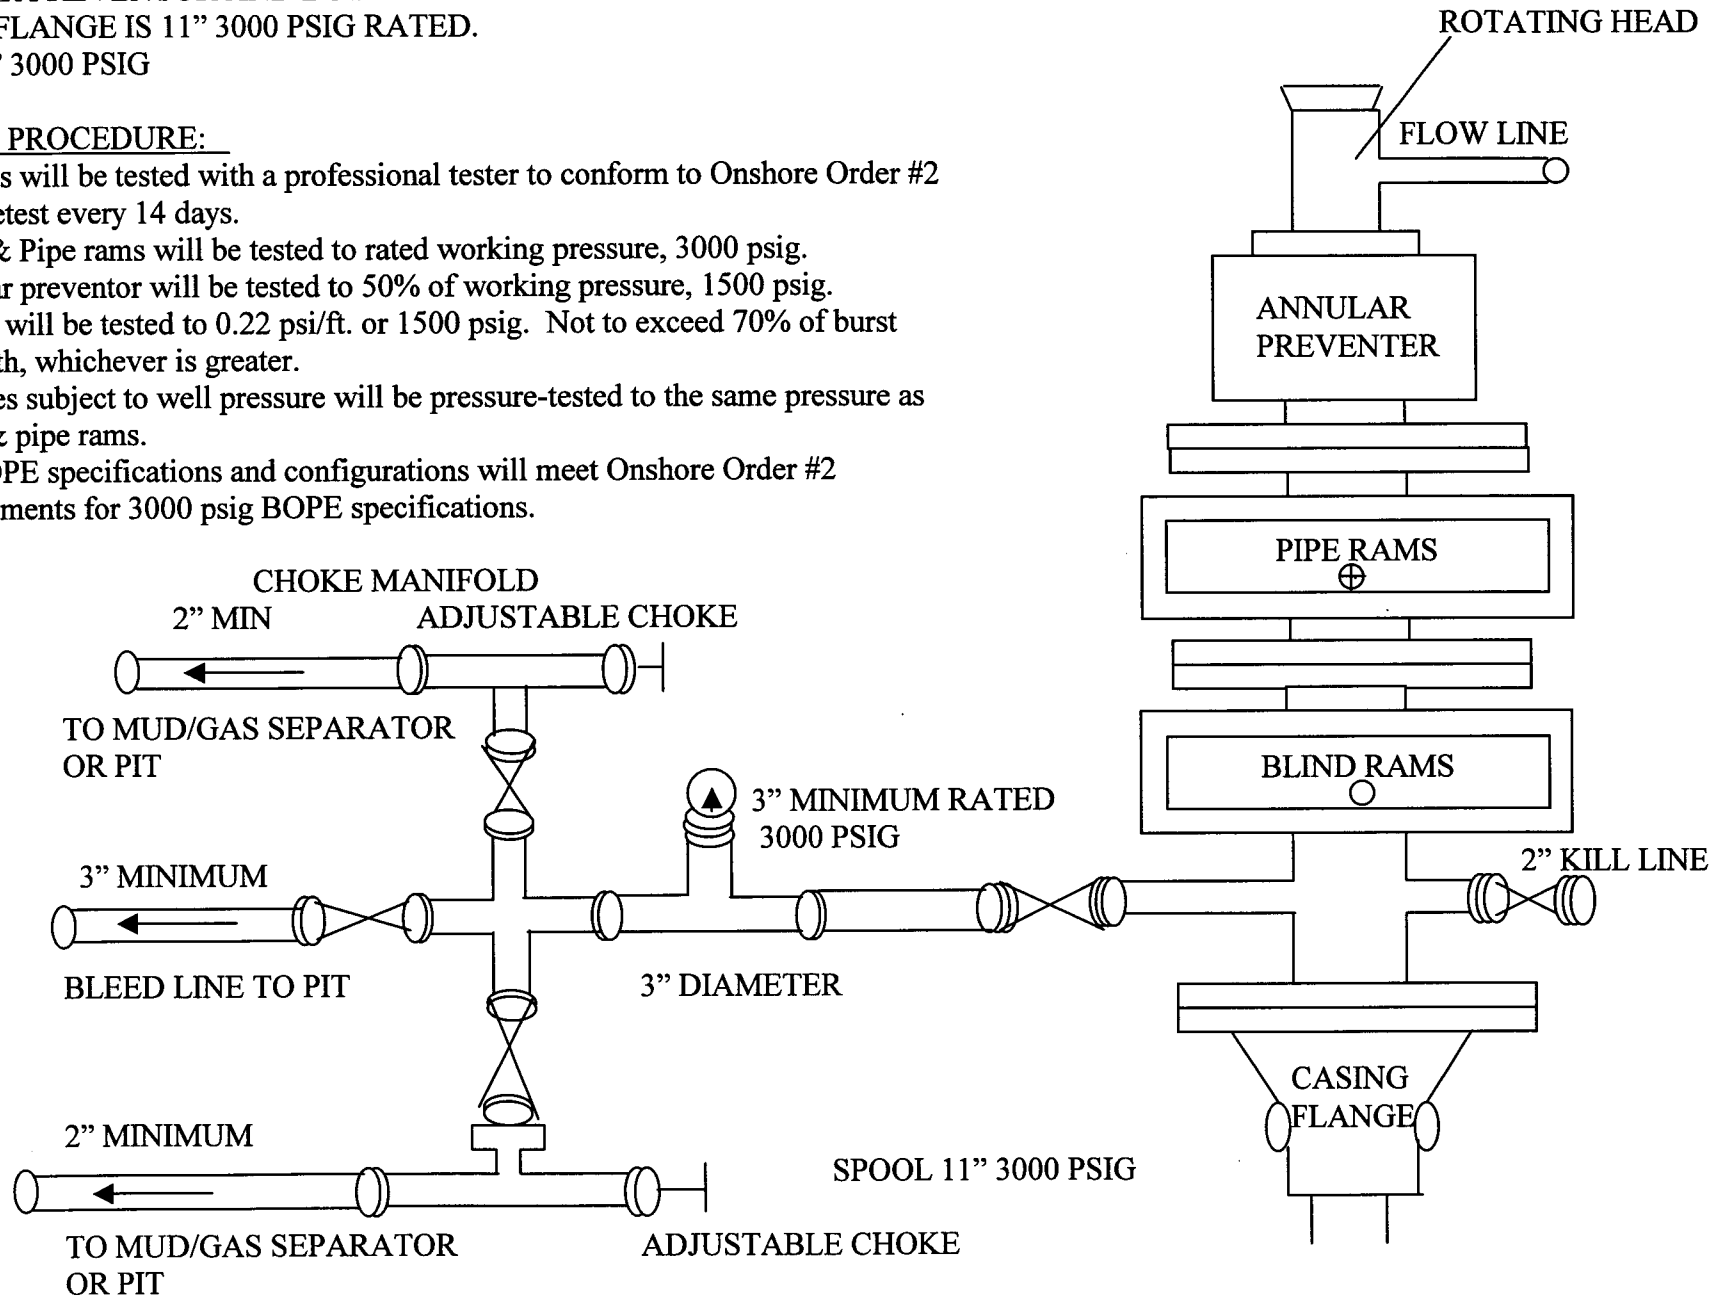 FLANGE IS 11” 3000 PSIG RATED.
3000 PSIG
PROCEDURE:
will be tested with a professional tester to conform to Onshore Order #2
every 14 days.
& Pipe rams will be tested to rated working pressure, 3000 psig.
preventor will be tested to 50% of working pressure, 1500 psig.
will be tested to 0.22 psi/ft. or 1500 psig. Not to exceed 70% of burst
whichever is greater.
subject to well pressure will be pressure-tested to the same pressure as
pipe rams.
specifications and configurations will meet Onshore Order #2
for 3000 psig BOPE specifications.
ROTATING HEAD
FLOW LINE
ANNULAR
PREVENTER
PIPE RAMS
BLIND RAMS
2” KILL LINE
CASING
FLANGE
SPOOL 11” 3000 PSIG
CHOKE MANIFOLD
2” MIN
ADJUSTABLE CHOKE
TO MUD/GAS SEPARATOR
OR PIT
3” MINIMUM RATED
3000 PSIG
3” MINIMUM
BLEED LINE TO PIT
3” DIAMETER
2” MINIMUM
TO MUD/GAS SEPARATOR
OR PIT
ADJUSTABLE CHOKE